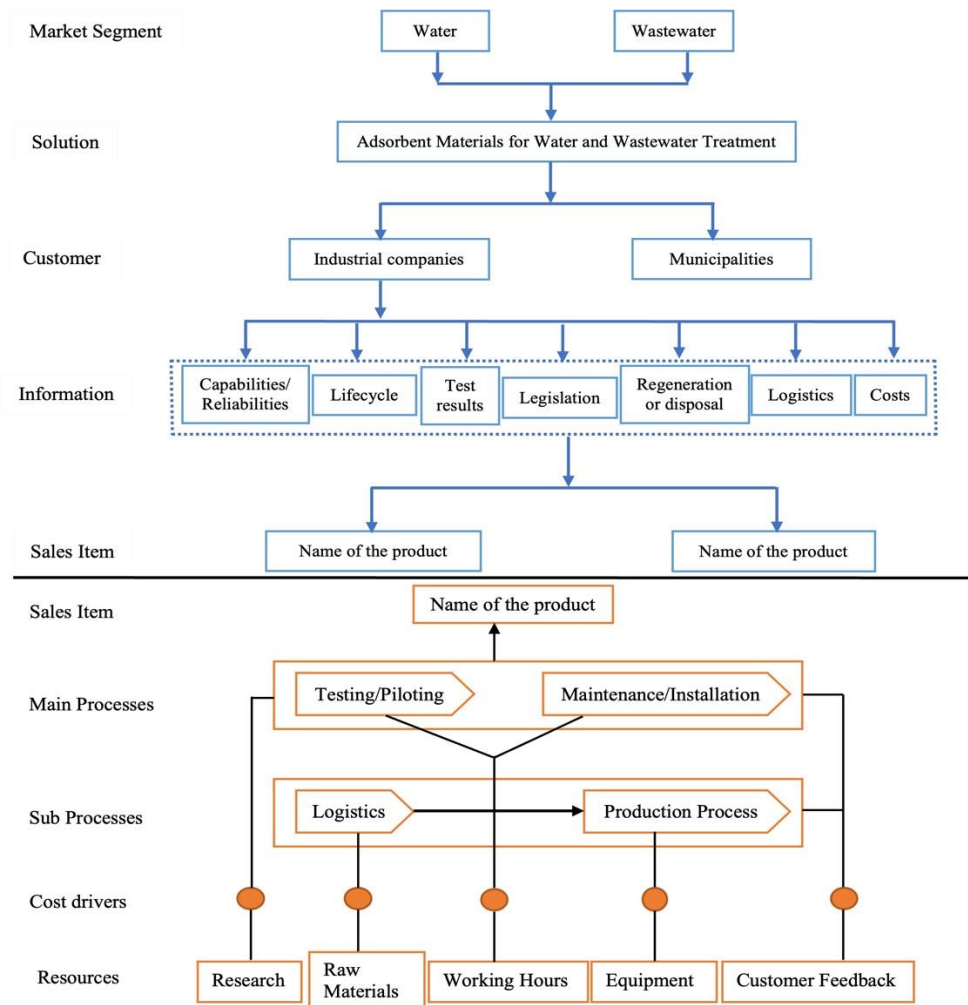 Market Segment
Water
Wastewater
Solution
Adsorbent Materials for Water and Wastewater Treatment
Customer
Industrial companies
Municipalities
Information
Capabilities/
Reliabilities
Lifecycle
Test
results
Legislation
Regeneration
or disposal
Logistics
Costs
Sales Item
Name of the product
Name of the product
Sales Item
Name of the product
Main Processes
Testing/Piloting
Maintenance/Installation
Sub Processes
Logistics
Production Process
Cost drivers
Resources
Research
Raw
Materials
Working Hours
Equipment
Customer Feedback